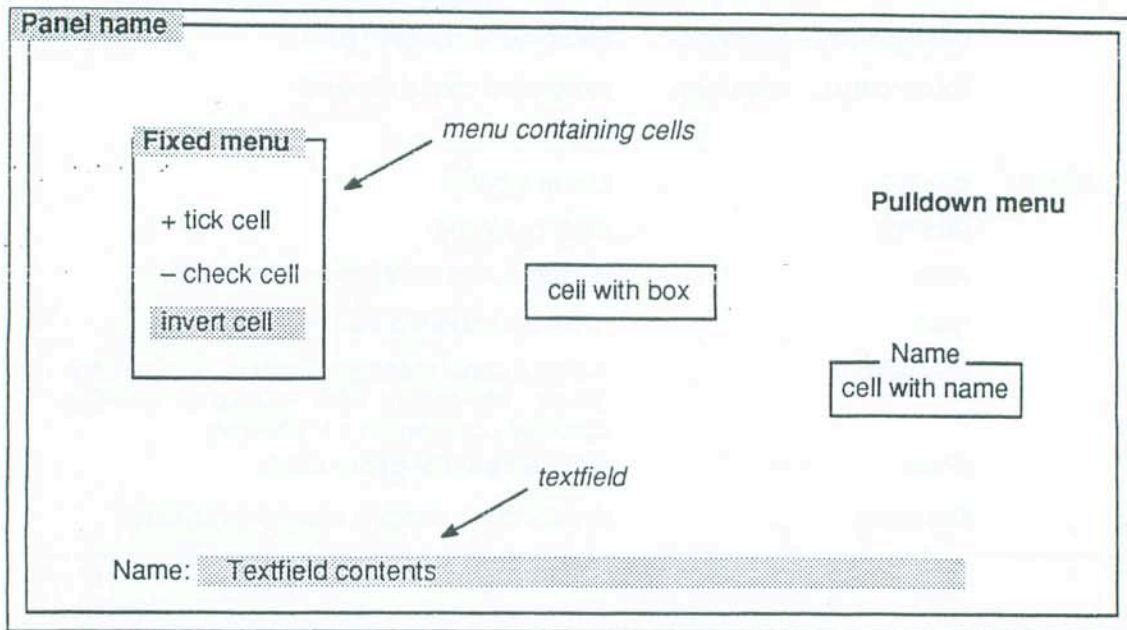 Panel name
Fixed menu
menu containing cells
+ tick cell
– check cell
invert cell
cell with box
Pulldown menu
Name
cell with name
textfield
Name: Textfield contents